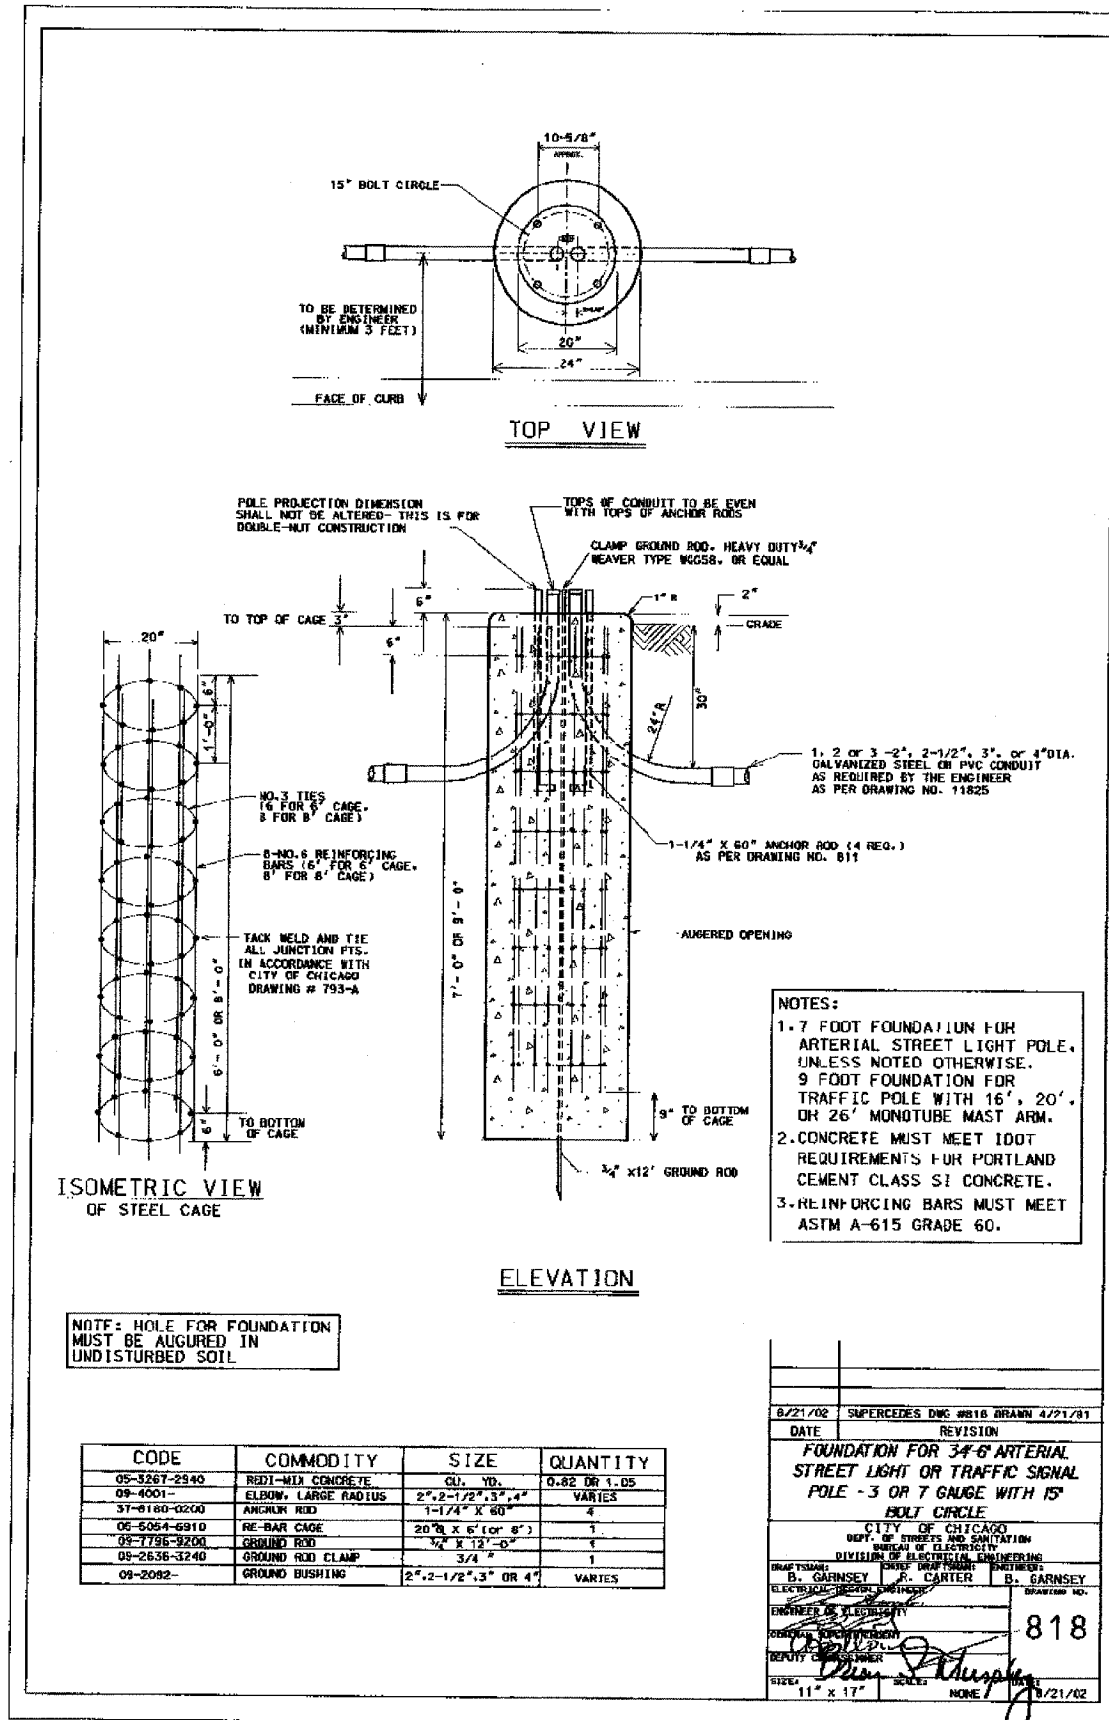 10-5/8"
APPROX.
15" BOLT CIRCLE
TO BE DETERMINED
BY ENGINEER
(MINIMUM 3 FEET)
20"
24"
FACE OF CURB
TOP VIEW
POLE PROJECTION DIMENSION
SHALL NOT BE ALTERED- THIS IS FOR
DOUBLE-NUT CONSTRUCTION
TOPS OF CONDUIT TO BE EVEN
WITH TOPS OF ANCHOR RODS
CLAMP GROUND ROD, HEAVY DUTY 3/4"
WEAVER TYPE WGG58, OR EQUAL
6"
1" R
2"
TO TOP OF CAGE 3"
GRADE
6"
20"
6"
1'-0"
30"
24"R
1, 2 or 3 -2", 2-1/2", 3", or 4"DIA.
GALVANIZED STEEL OR PVC CONDUIT
AS REQUIRED BY THE ENGINEER
AS PER DRAWING NO. 11825
NO.3 TIES
(6 FOR 6' CAGE,
8 FOR 8' CAGE)
1-1/4" X 60" ANCHOR ROD (4 REQ.)
AS PER DRAWING NO. 811
8-NO.6 REINFORCING
BARS (6' FOR 6' CAGE,
8' FOR 8' CAGE)
7'-0" OR 9'-0"
AUGERED OPENING
TACK WELD AND TIE
ALL JUNCTION PTS.
IN ACCORDANCE WITH
CITY OF CHICAGO
DRAWING # 793-A
6'-0" OR 8'-0"
NOTES:
1.7 FOOT FOUNDATION FOR
ARTERIAL STREET LIGHT POLE,
UNLESS NOTED OTHERWISE.
9 FOOT FOUNDATION FOR
TRAFFIC POLE WITH 16', 20',
OR 26' MONOTUBE MAST ARM.
2.CONCRETE MUST MEET IDOT
REQUIREMENTS FOR PORTLAND
CEMENT CLASS SI CONCRETE.
3.REINFORCING BARS MUST MEET
ASTM A-615 GRADE 60.
6"
TO BOTTOM
OF CAGE
9" TO BOTTOM
OF CAGE
3/4" x12' GROUND ROD
ISOMETRIC VIEW
OF STEEL CAGE
ELEVATION
NOTE: HOLE FOR FOUNDATION
MUST BE AUGURED IN
UNDISTURBED SOIL
CODE COMMODITY SIZE QUANTITY
05-3267-2940 REDI-MIX CONCRETE CU. YD. 0.82 OR 1.05
09-4001- ELBOW, LARGE RADIUS 2",2-1/2",3",4" VARIES
37-8180-0200 ANCHOR ROD 1-1/4" X 60" 4
05-5054-6910 RE-BAR CAGE 20" X 6'(or 8') 1
09-7796-9200 GROUND ROD 3/4" X 12'-0" 1
09-2636-3240 GROUND ROD CLAMP 3/4 " 1
09-2092- GROUND BUSHING 2",2-1/2",3" OR 4" VARIES
8/21/02 SUPERCEDES DWG #818 DRAWN 4/21/81
DATE REVISION
FOUNDATION FOR 34'-6" ARTERIAL
STREET LIGHT OR TRAFFIC SIGNAL
POLE - 3 OR 7 GAUGE WITH 15"
BOLT CIRCLE
CITY OF CHICAGO
DEPT. OF STREETS AND SANITATION
BUREAU OF ELECTRICITY
DIVISION OF ELECTRICAL ENGINEERING
DRAFTSMAN: CHIEF DRAFTSMAN: ENGINEER:
B. GARNSEY R. CARTER B. GARNSEY
ELECTRICAL DESIGN ENGINEER
DRAWING NO.
ENGINEER OF ELECTRICITY
818
GENERAL SUPERINTENDENT
DEPUTY COMMISSIONER
SIZE: SCALE: DATE:
11" x 17" NONE 8/21/02